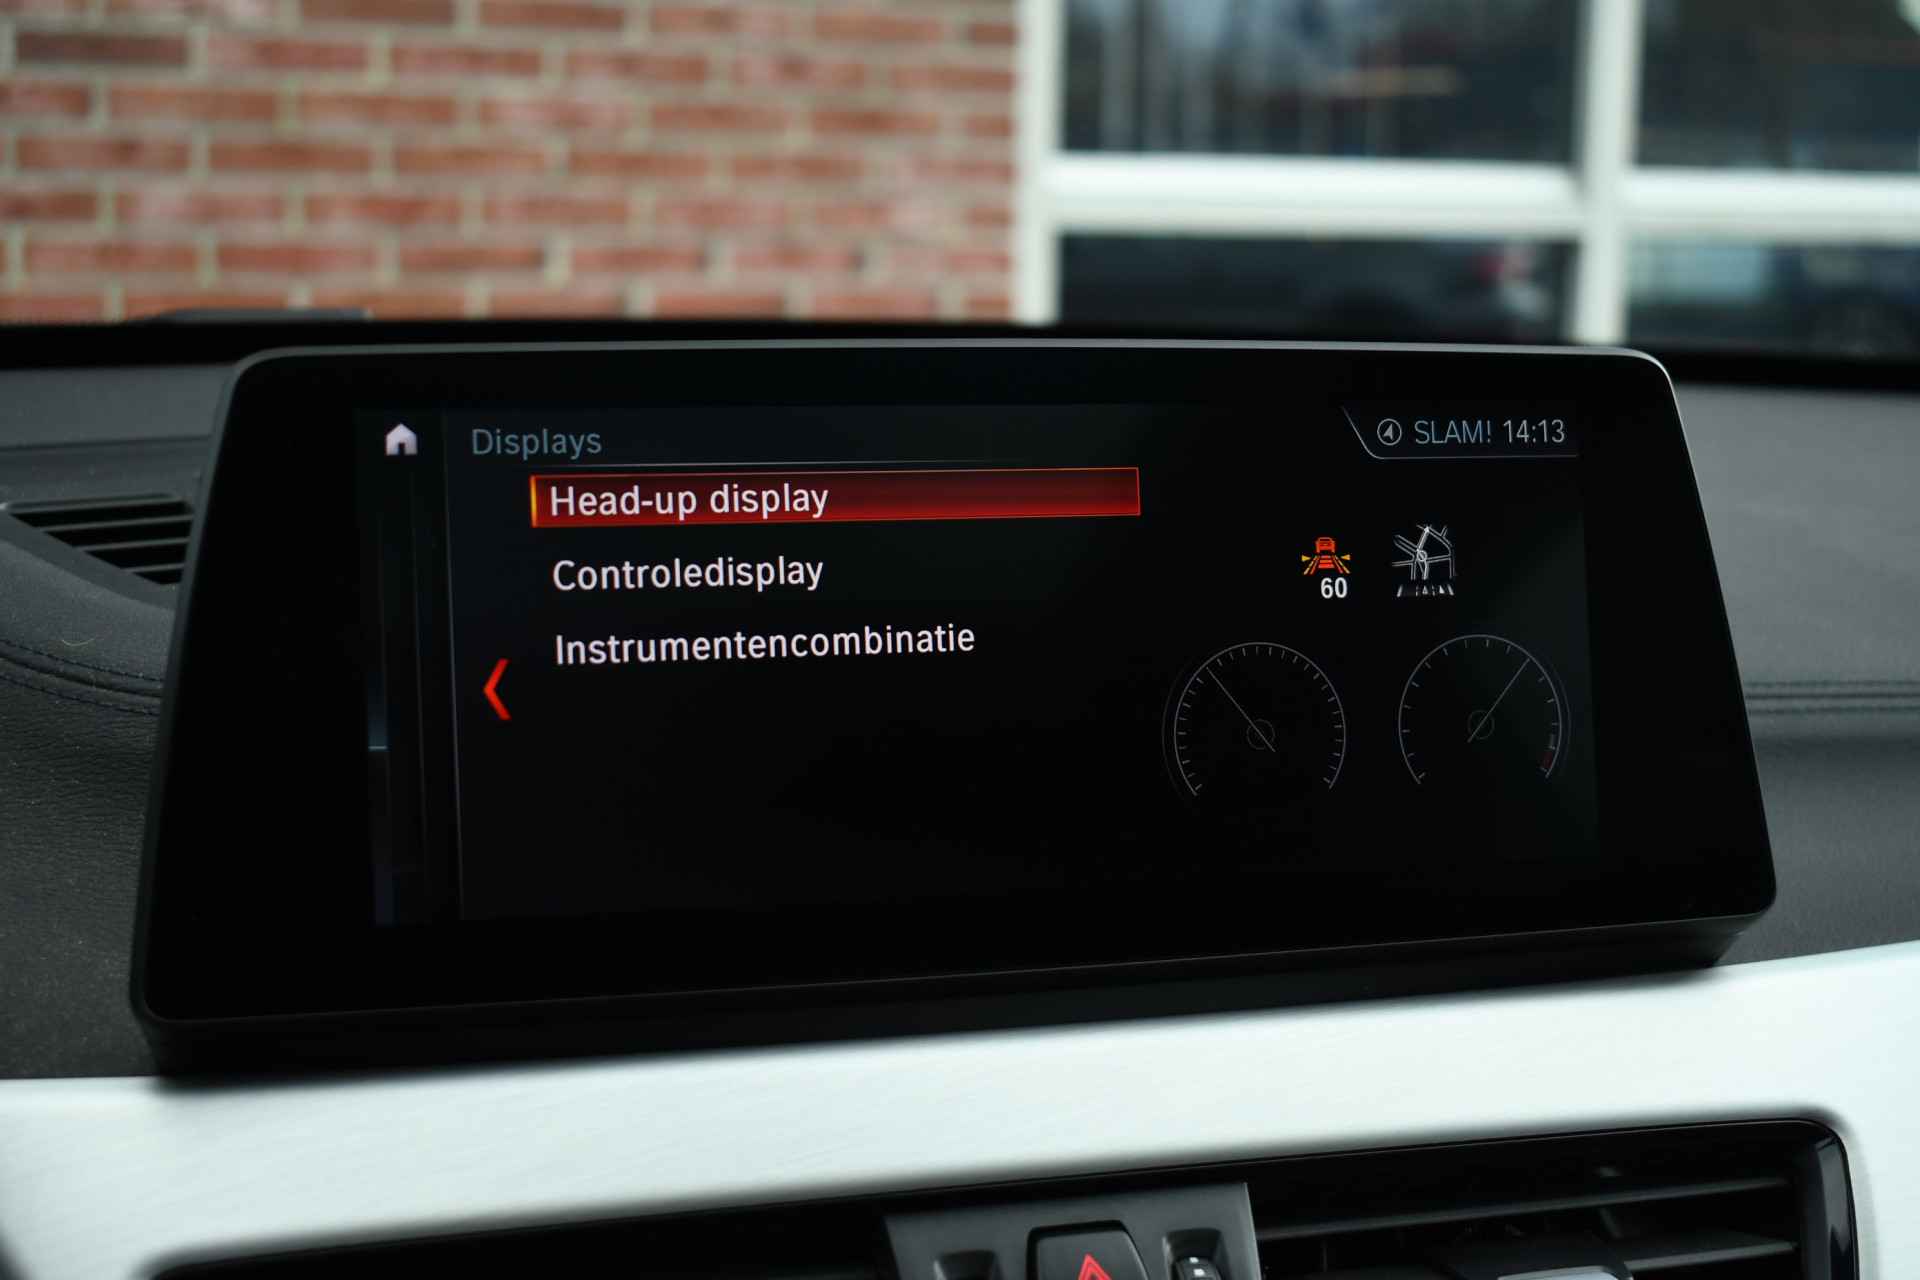 Displays
SLAM! 14:13
Head-up display
Controledisplay
60
Instrumentencombinatie